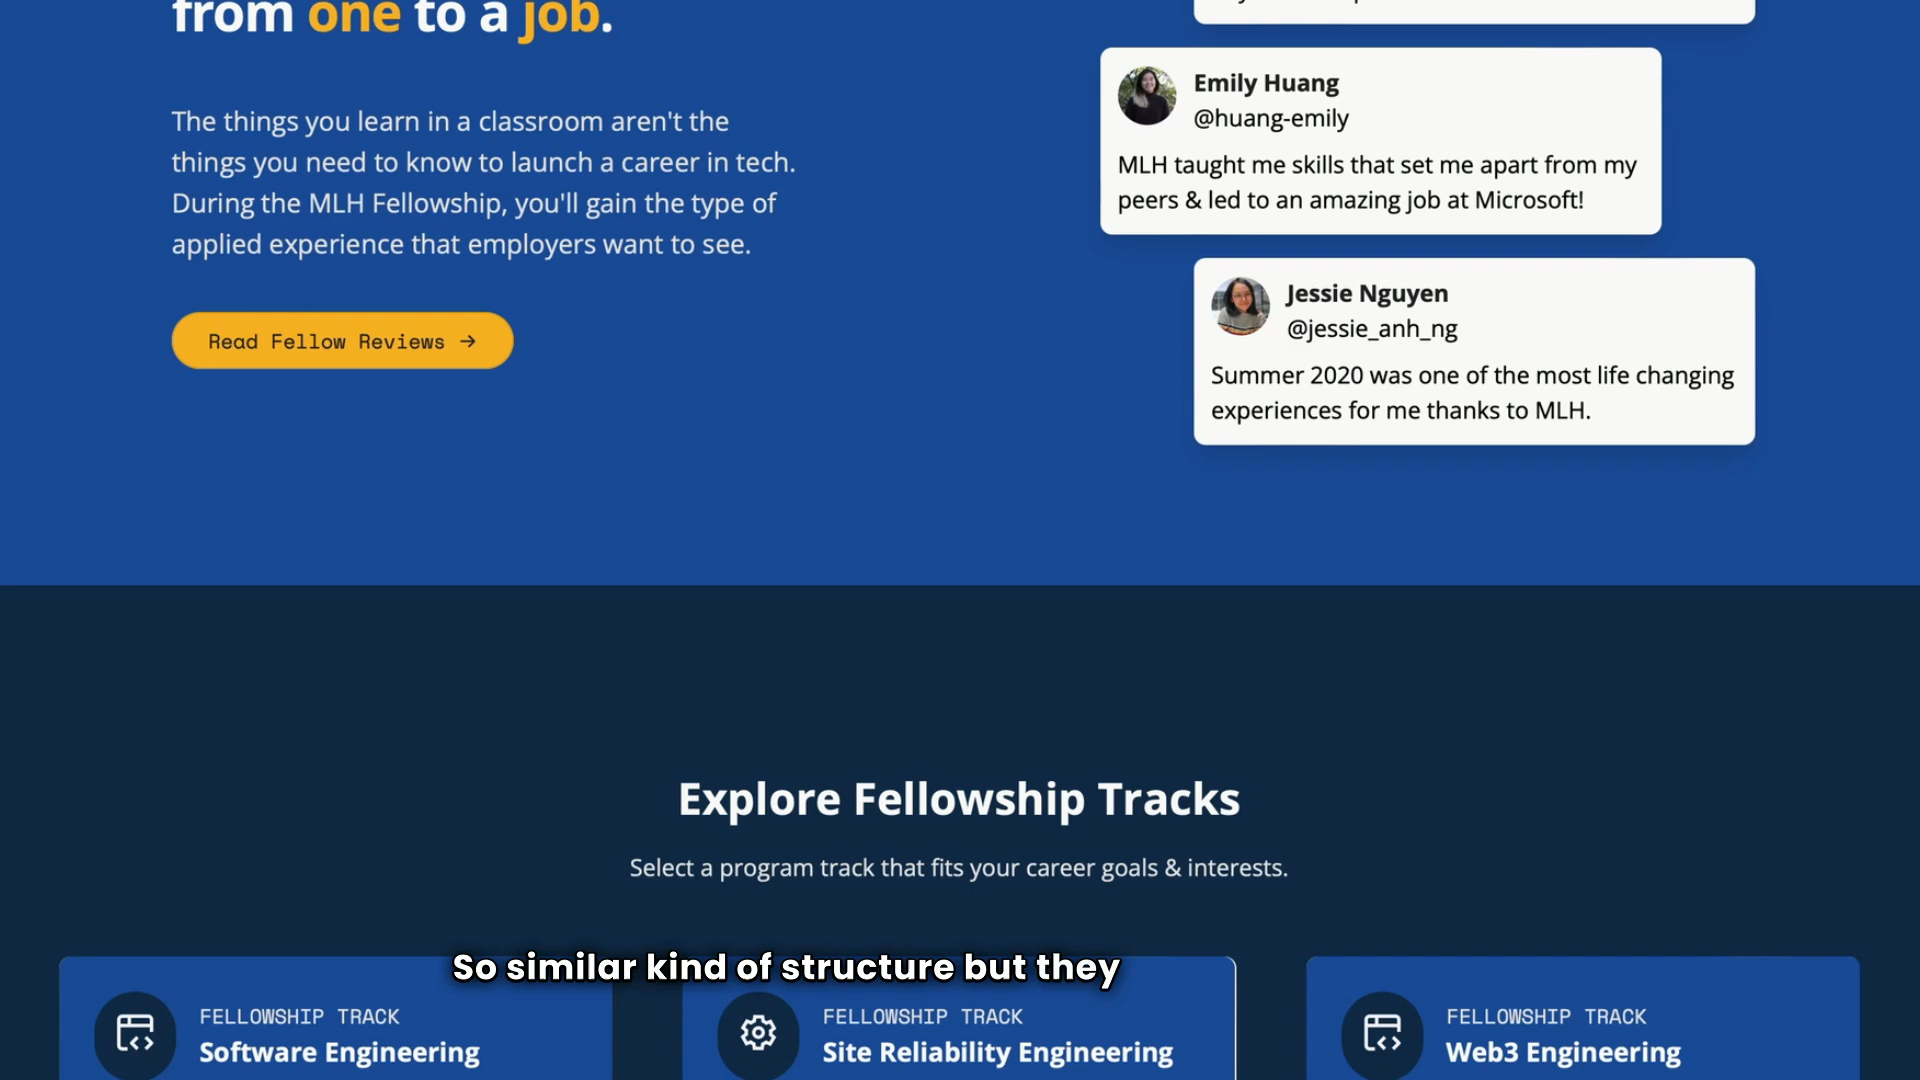 from one to a job.
The things you learn in a classroom aren't the
things you need to know to launch a career in tech.
During the MLH Fellowship, you'll gain the type of
applied experience that employers want to see.
Read Fellow Reviews →
Emily Huang
@huang-emily
MLH taught me skills that set me apart from my
peers & led to an amazing job at Microsoft!
Jessie Nguyen
@jessie_anh_ng
Summer 2020 was one of the most life changing
experiences for me thanks to MLH.
Explore Fellowship Tracks
Select a program track that fits your career goals & interests.
So similar kind of structure but they
FELLOWSHIP TRACK
Software Engineering
FELLOWSHIP TRACK
Site Reliability Engineering
FELLOWSHIP TRACK
Web3 Engineering